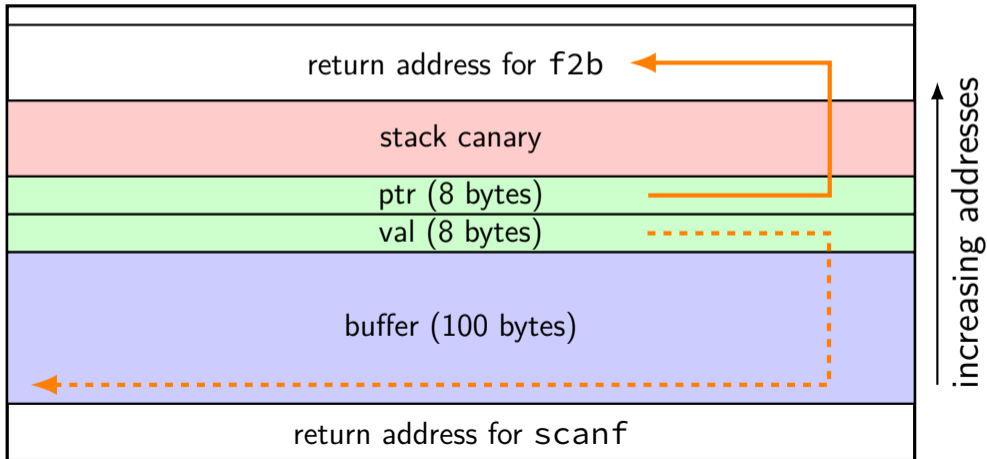 return address for f2b
stack canary
ptr (8 bytes)
val (8 bytes)
buffer (100 bytes)
return address for scanf
increasing addresses